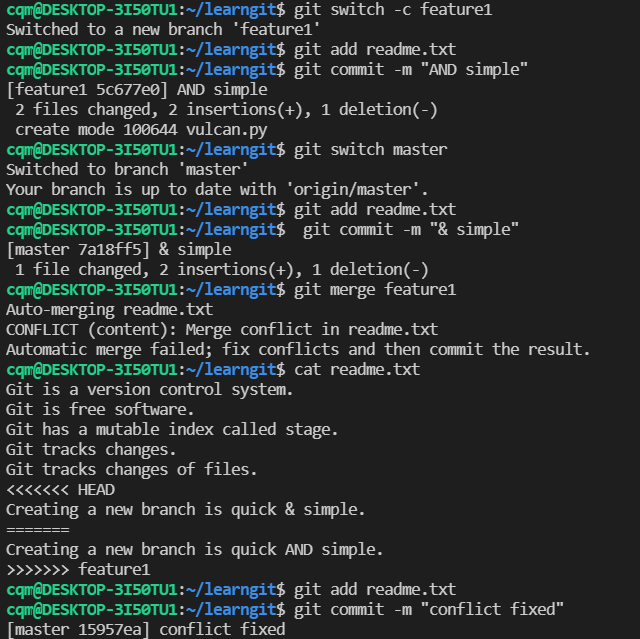 cqm@DESKTOP-3I50TU1:~/learngit$ git switch -c feature1
Switched to a new branch 'feature1'
cqm@DESKTOP-3I50TU1:~/learngit$ git add readme.txt
cqm@DESKTOP-3I50TU1:~/learngit$ git commit -m "AND simple"
[feature1 5c677e0] AND simple
 2 files changed, 2 insertions(+), 1 deletion(-)
 create mode 100644 vulcan.py
cqm@DESKTOP-3I50TU1:~/learngit$ git switch master
Switched to branch 'master'
Your branch is up to date with 'origin/master'.
cqm@DESKTOP-3I50TU1:~/learngit$ git add readme.txt
cqm@DESKTOP-3I50TU1:~/learngit$  git commit -m "& simple"
[master 7a18ff5] & simple
 1 file changed, 2 insertions(+), 1 deletion(-)
cqm@DESKTOP-3I50TU1:~/learngit$ git merge feature1
Auto-merging readme.txt
CONFLICT (content): Merge conflict in readme.txt
Automatic merge failed; fix conflicts and then commit the result.
cqm@DESKTOP-3I50TU1:~/learngit$ cat readme.txt
Git is a version control system.
Git is free software.
Git has a mutable index called stage.
Git tracks changes.
Git tracks changes of files.
<<<<<<< HEAD
Creating a new branch is quick & simple.
=======
Creating a new branch is quick AND simple.
>>>>>>> feature1
cqm@DESKTOP-3I50TU1:~/learngit$ git add readme.txt
cqm@DESKTOP-3I50TU1:~/learngit$ git commit -m "conflict fixed"
[master 15957ea] conflict fixed